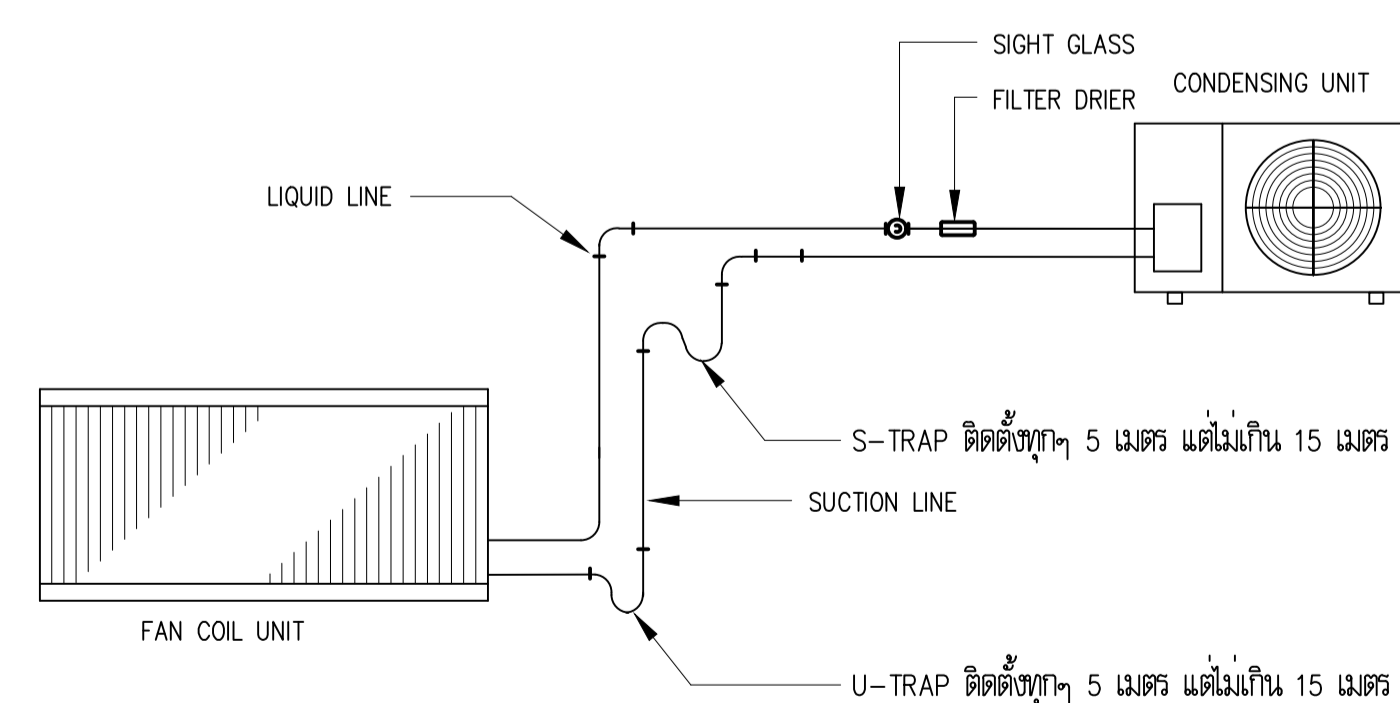 SIGHT GLASS
CONDENSING UNIT
FILTER DRIER
LIQUID LINE
S-TRAP ติดตั้งทุกๆ 5 เมตร แต่ไม่เกิน 15 เมตร
SUCTION LINE
FAN COIL UNIT
U-TRAP ติดตั้งทุกๆ 5 เมตร แต่ไม่เกิน 15 เมตร